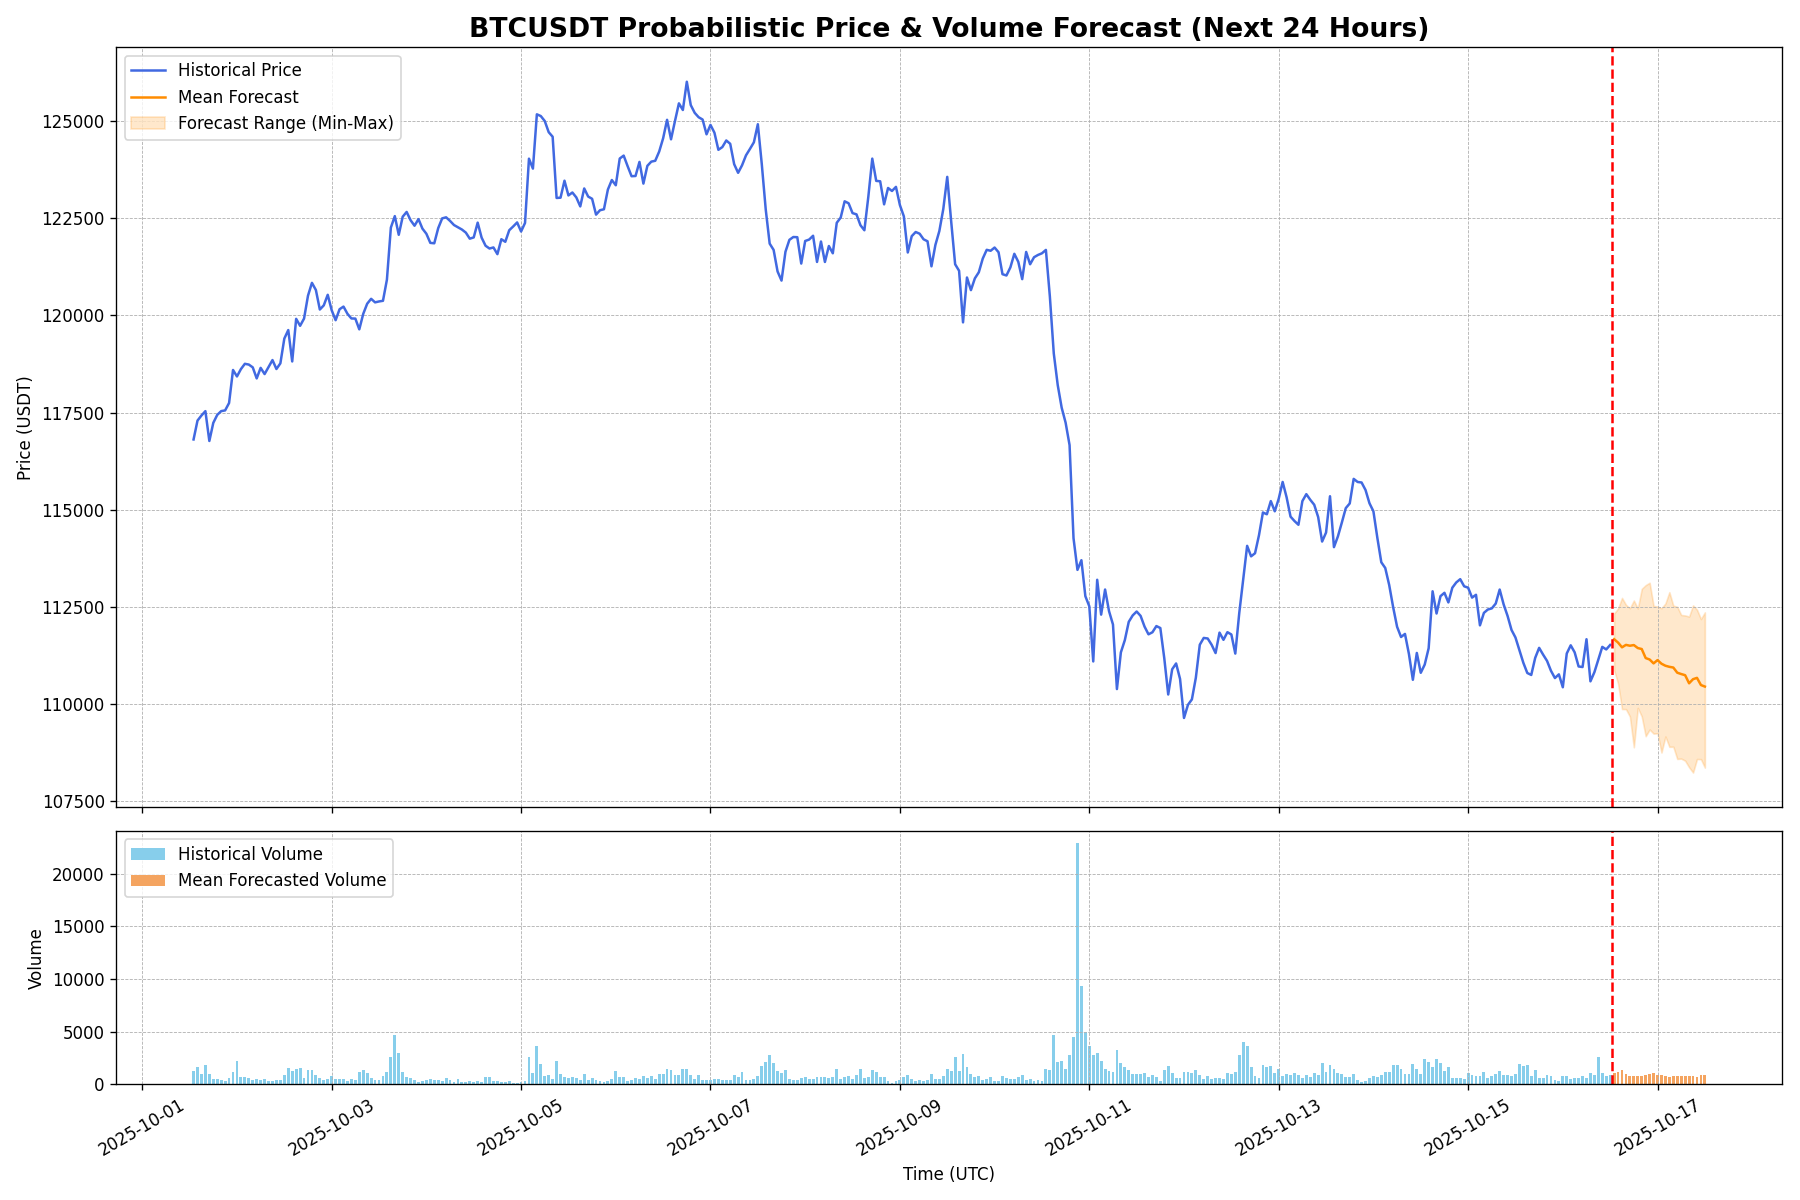 BTCUSDT Probabilistic Price & Volume Forecast (Next 24 Hours)
Historical Price
Mean Forecast
Forecast Range (Min-Max)
125000
122500
120000
117500
115000
112500
110000
107500
Price (USDT)
Historical Volume
Mean Forecasted Volume
20000
15000
10000
5000
0
Volume
2025-10-01
2025-10-03
2025-10-05
2025-10-07
2025-10-09
2025-10-11
2025-10-13
2025-10-15
2025-10-17
Time (UTC)